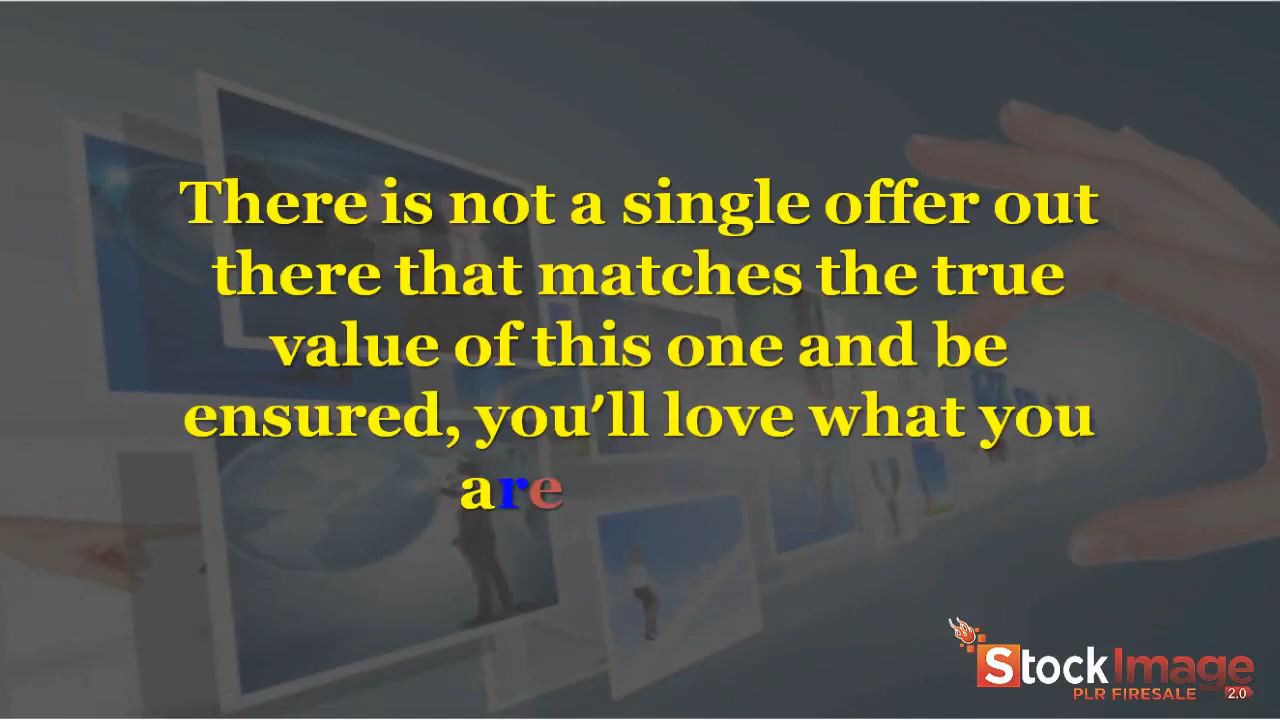 There is not a single offer out
there that matches the true
value of this one and be
ensured, you'll love what you
are
StockImage
PLR FIRESALE 2.0